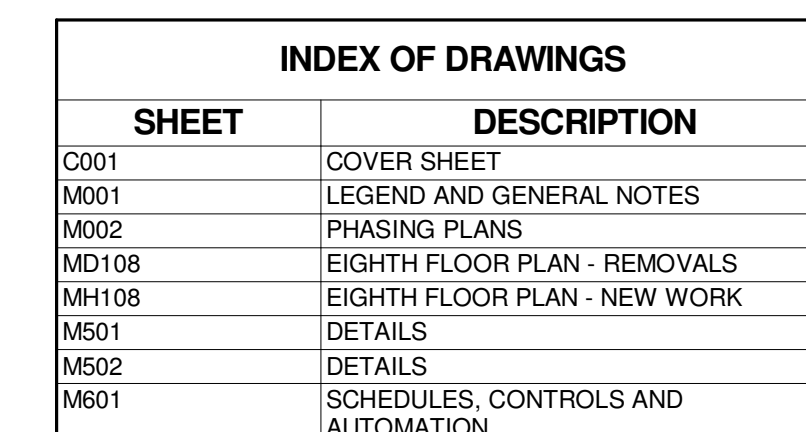 INDEX OF DRAWINGS
SHEET DESCRIPTION
C001 COVER SHEET
M001 LEGEND AND GENERAL NOTES
M002 PHASING PLANS
MD108 EIGHTH FLOOR PLAN - REMOVALS
MH108 EIGHTH FLOOR PLAN - NEW WORK
M501 DETAILS
M502 DETAILS
M601 SCHEDULES, CONTROLS AND
AUTOMATION